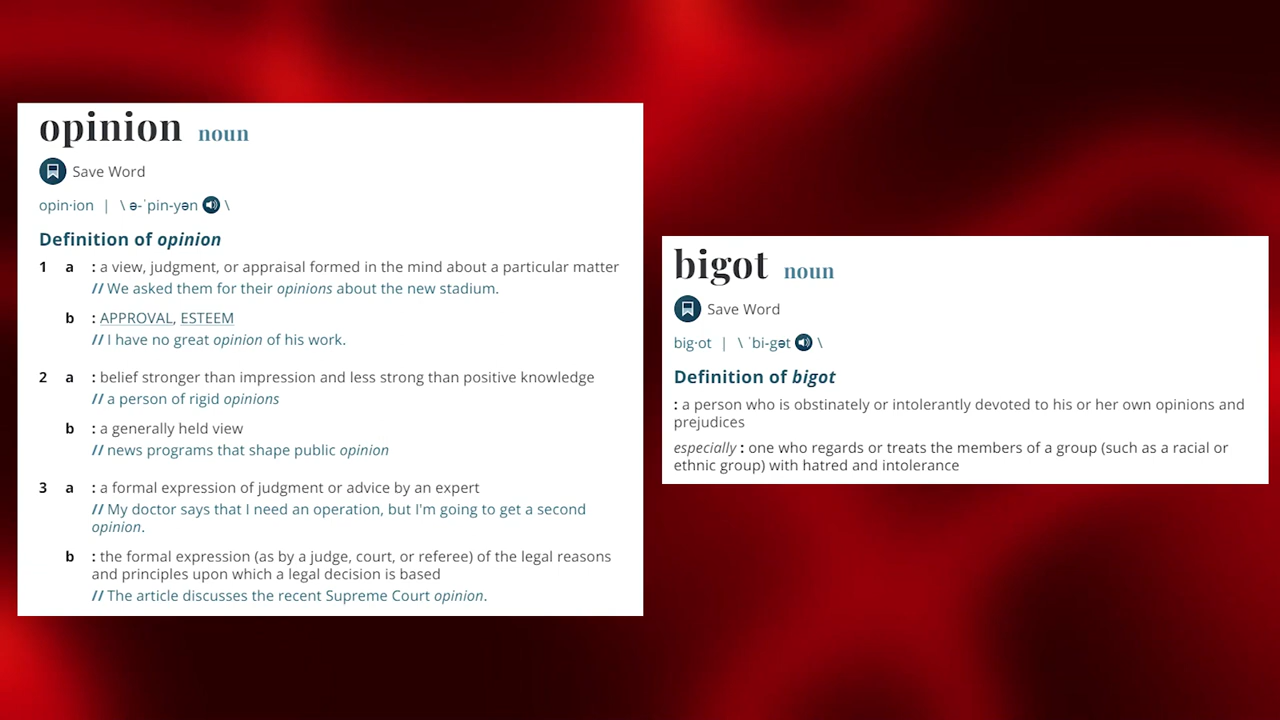 opinion noun
Save Word
opin·ion | \ ə-ˈpin-yən \
Definition of opinion
1 a : a view, judgment, or appraisal formed in the mind about a particular matter
// We asked them for their opinions about the new stadium.
b : APPROVAL, ESTEEM
// I have no great opinion of his work.
2 a : belief stronger than impression and less strong than positive knowledge
// a person of rigid opinions
b : a generally held view
// news programs that shape public opinion
3 a : a formal expression of judgment or advice by an expert
// My doctor says that I need an operation, but I'm going to get a second
opinion.
b : the formal expression (as by a judge, court, or referee) of the legal reasons
and principles upon which a legal decision is based
// The article discusses the recent Supreme Court opinion.
bigot noun
Save Word
big·ot | \ ˈbi-gət \
Definition of bigot
: a person who is obstinately or intolerantly devoted to his or her own opinions and
prejudices
especially : one who regards or treats the members of a group (such as a racial or
ethnic group) with hatred and intolerance